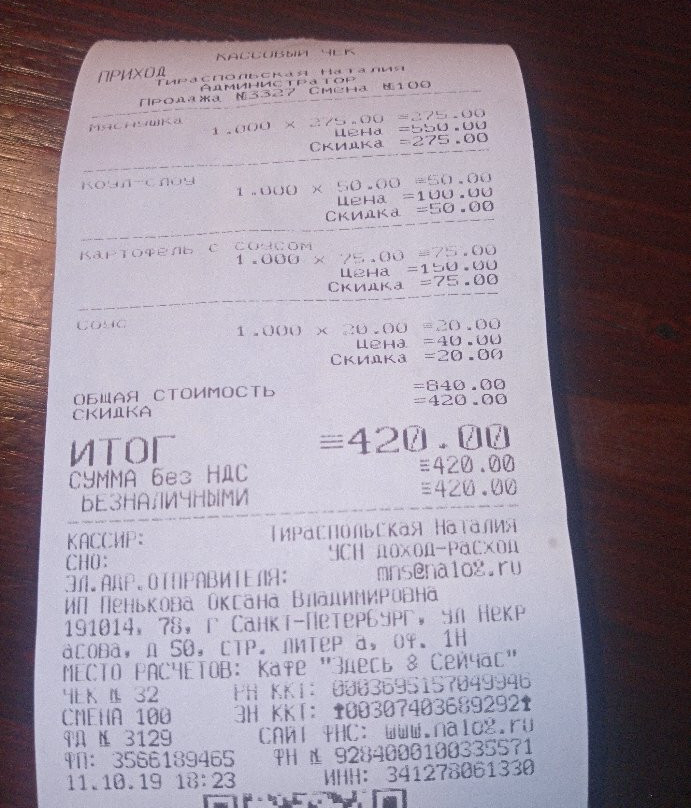 КАССОВЫЙ ЧЕК
ПРИХОД
Тираспольская Наталия
Администратор
Продажа №3327 Смена №100
Мяснушка
1.000 × 275.00 ≡275.00
Цена ≡550.00
Скидка ≡275.00
Коул-слоу
1.000 × 50.00 ≡50.00
Цена ≡100.00
Скидка ≡50.00
Картофель с соусом
1.000 × 75.00 ≡75.00
Цена ≡150.00
Скидка ≡75.00
Соус
1.000 × 20.00 ≡20.00
Цена ≡40.00
Скидка ≡20.00
ОБЩАЯ СТОИМОСТЬ ≡840.00
СКИДКА ≡420.00
ИТОГ ≡420.00
СУММА без НДС ≡420.00
БЕЗНАЛИЧНЫМИ ≡420.00
КАССИР: Тираспольская Наталия
СНО: УСН доход-расход
ЭЛ.АДР.ОТПРАВИТЕЛЯ: mns@nalog.ru
ИП Пенькова Оксана Владимировна
191014, 78, г Санкт-Петербург, ул Некр
асова, д 50, стр. литер а, оф. 1Н
МЕСТО РАСЧЕТОВ: Кафе "Здесь & Сейчас"
ЧЕК № 32 РН ККТ: 0003695157049946
СМЕНА 100 ЗН ККТ: ↑00307403689292↑
ФД № 3129 САЙТ ФНС: www.nalog.ru
ФП: 3566189465 ФН № 9284000100335571
11.10.19 18:23 ИНН: 341278061330